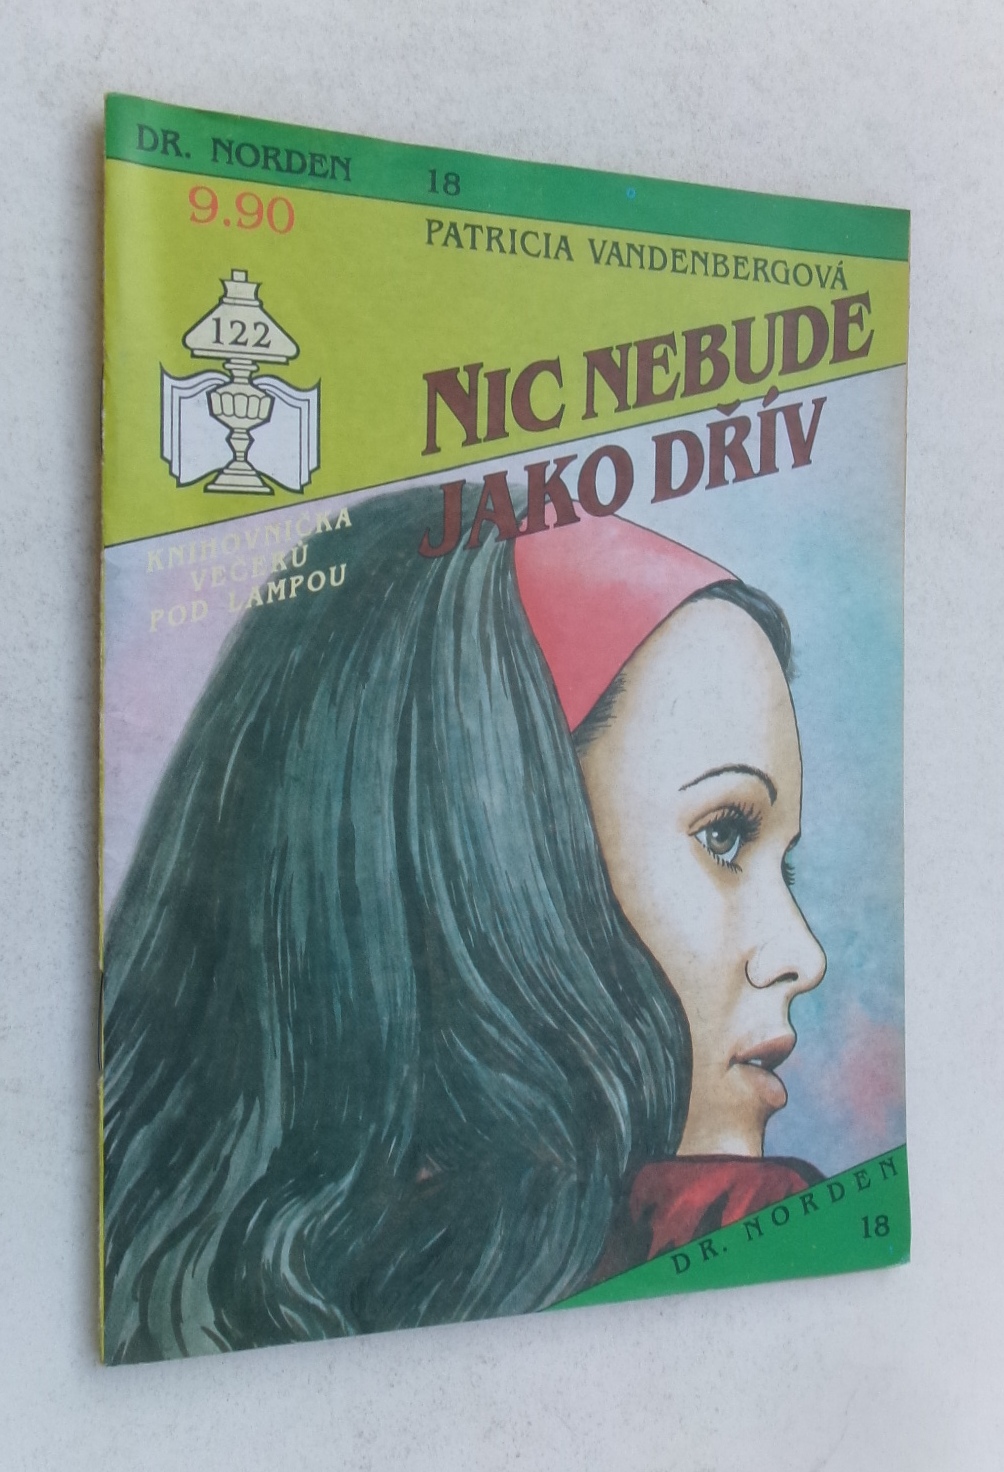 DR. NORDEN 18
9.90
PATRICIA VANDENBERGOVÁ
122
NIC NEBUDE
JAKO DŘÍV
KNIHOVNIČKA
VEČERŮ
POD LAMPOU
DR. NORDEN
18